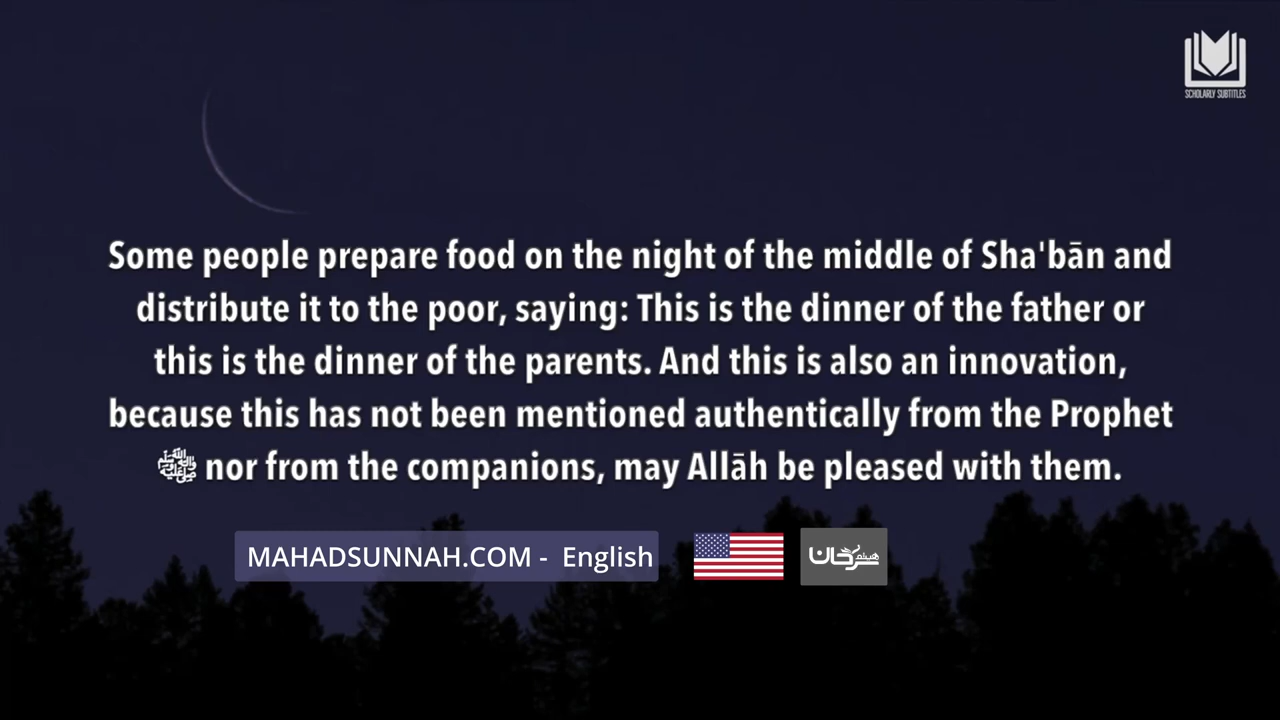 SCHOLARLY SUBTITLES
Some people prepare food on the night of the middle of Sha'bān and
distribute it to the poor, saying: This is the dinner of the father or
this is the dinner of the parents. And this is also an innovation,
because this has not been mentioned authentically from the Prophet
ﷺ nor from the companions, may Allāh be pleased with them.
MAHADSUNNAH.COM - English
هيثم سرحان